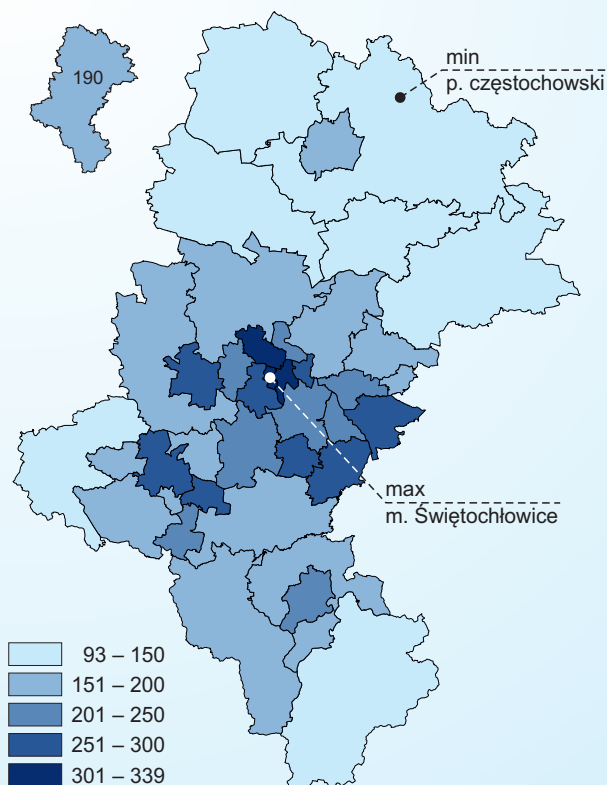 190
min
p. częstochowski
max
m. Świętochłowice
93 – 150
151 – 200
201 – 250
251 – 300
301 – 339